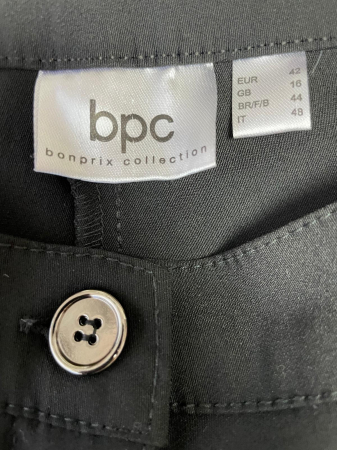 bpc
bonprix collection
EUR 42
GB 16
BR/F/B 44
IT 48